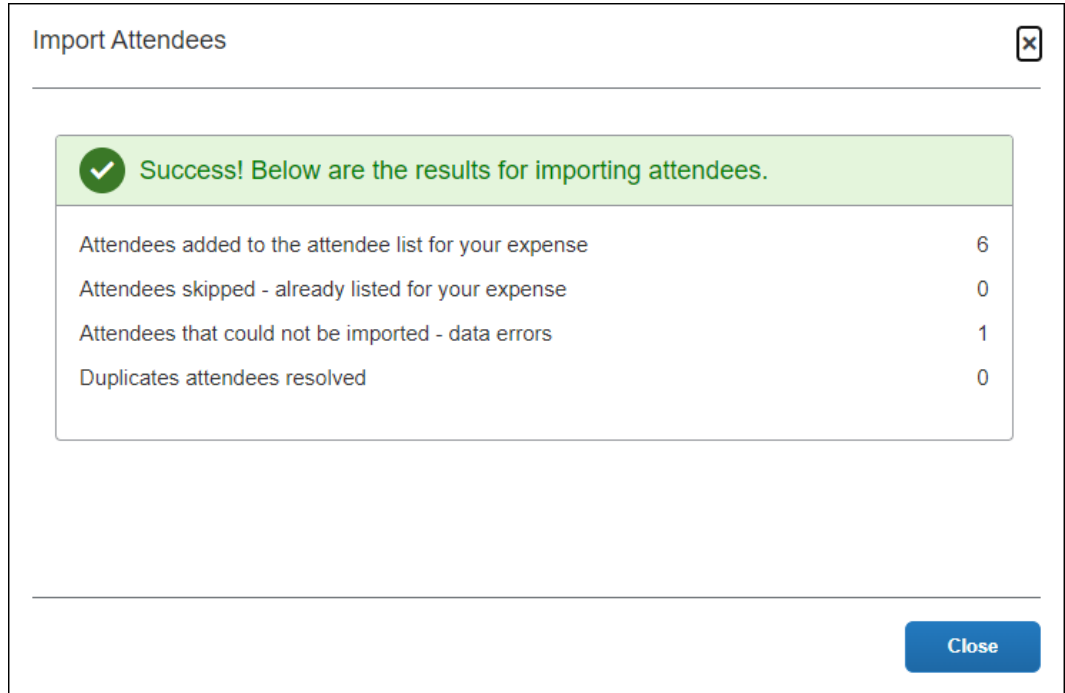 Import Attendees
Success! Below are the results for importing attendees.
Attendees added to the attendee list for your expense 6
Attendees skipped - already listed for your expense 0
Attendees that could not be imported - data errors 1
Duplicates attendees resolved 0
Close